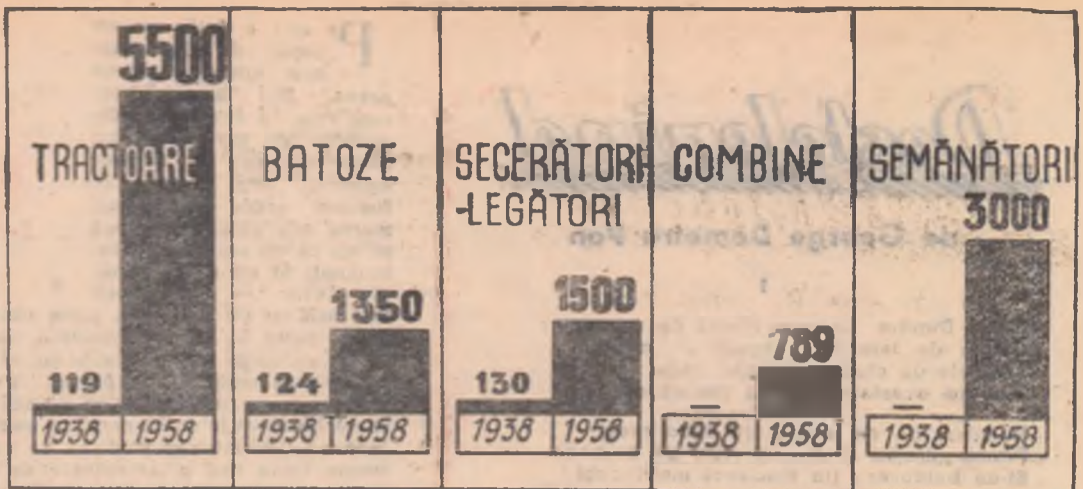 5500
TRACTOARE
119
1938 1958
BATOZE
1350
124
1938 1958
SECERĂTORI
-LEGĂTORI
1500
130
1938 1958
COMBINE
789
—
1938 1958
SEMĂNĂTORI
3000
—
1938 1958